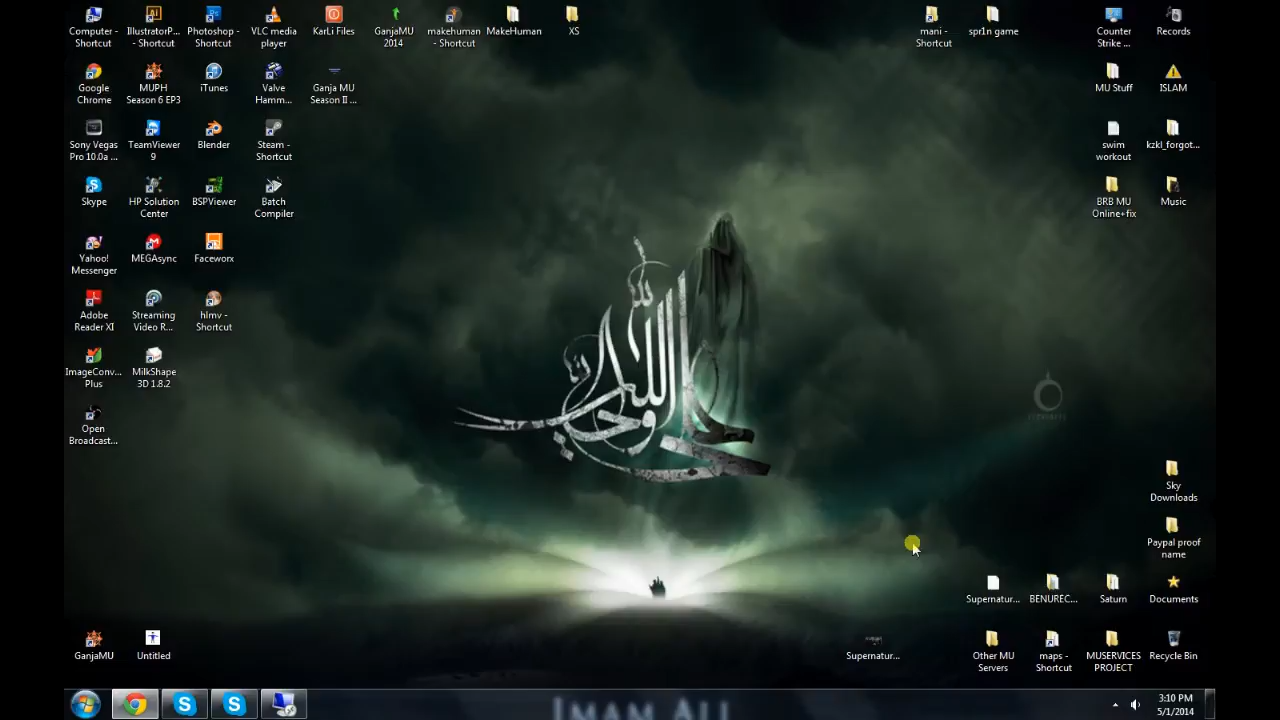 Computer - Shortcut
IllustratorP... - Shortcut
Photoshop - Shortcut
VLC media player
KarLi Files
GanjaMU 2014
makehuman - Shortcut
MakeHuman
XS
mani - Shortcut
spr1n game
Counter Strike ...
Records
Google Chrome
MUPH Season 6 EP3
iTunes
Valve Hamm...
Ganja MU Season II ...
MU Stuff
ISLAM
Sony Vegas Pro 10.0a ...
TeamViewer 9
Blender
Steam - Shortcut
swim workout
kzkl_forgot...
Skype
HP Solution Center
BSPViewer
Batch Compiler
BRB MU Online+fix
Music
Yahoo! Messenger
MEGAsync
Faceworx
Adobe Reader XI
Streaming Video R...
hlmv - Shortcut
ImageConv... Plus
MilkShape 3D 1.8.2
Open Broadcast...
Sky Downloads
Paypal proof name
Supernatur...
BENUREC...
Saturn
Documents
GanjaMU
Untitled
Supernatur...
Other MU Servers
maps - Shortcut
MUSERVICES PROJECT
Recycle Bin
IMAM ALI
3:10 PM
5/1/2014